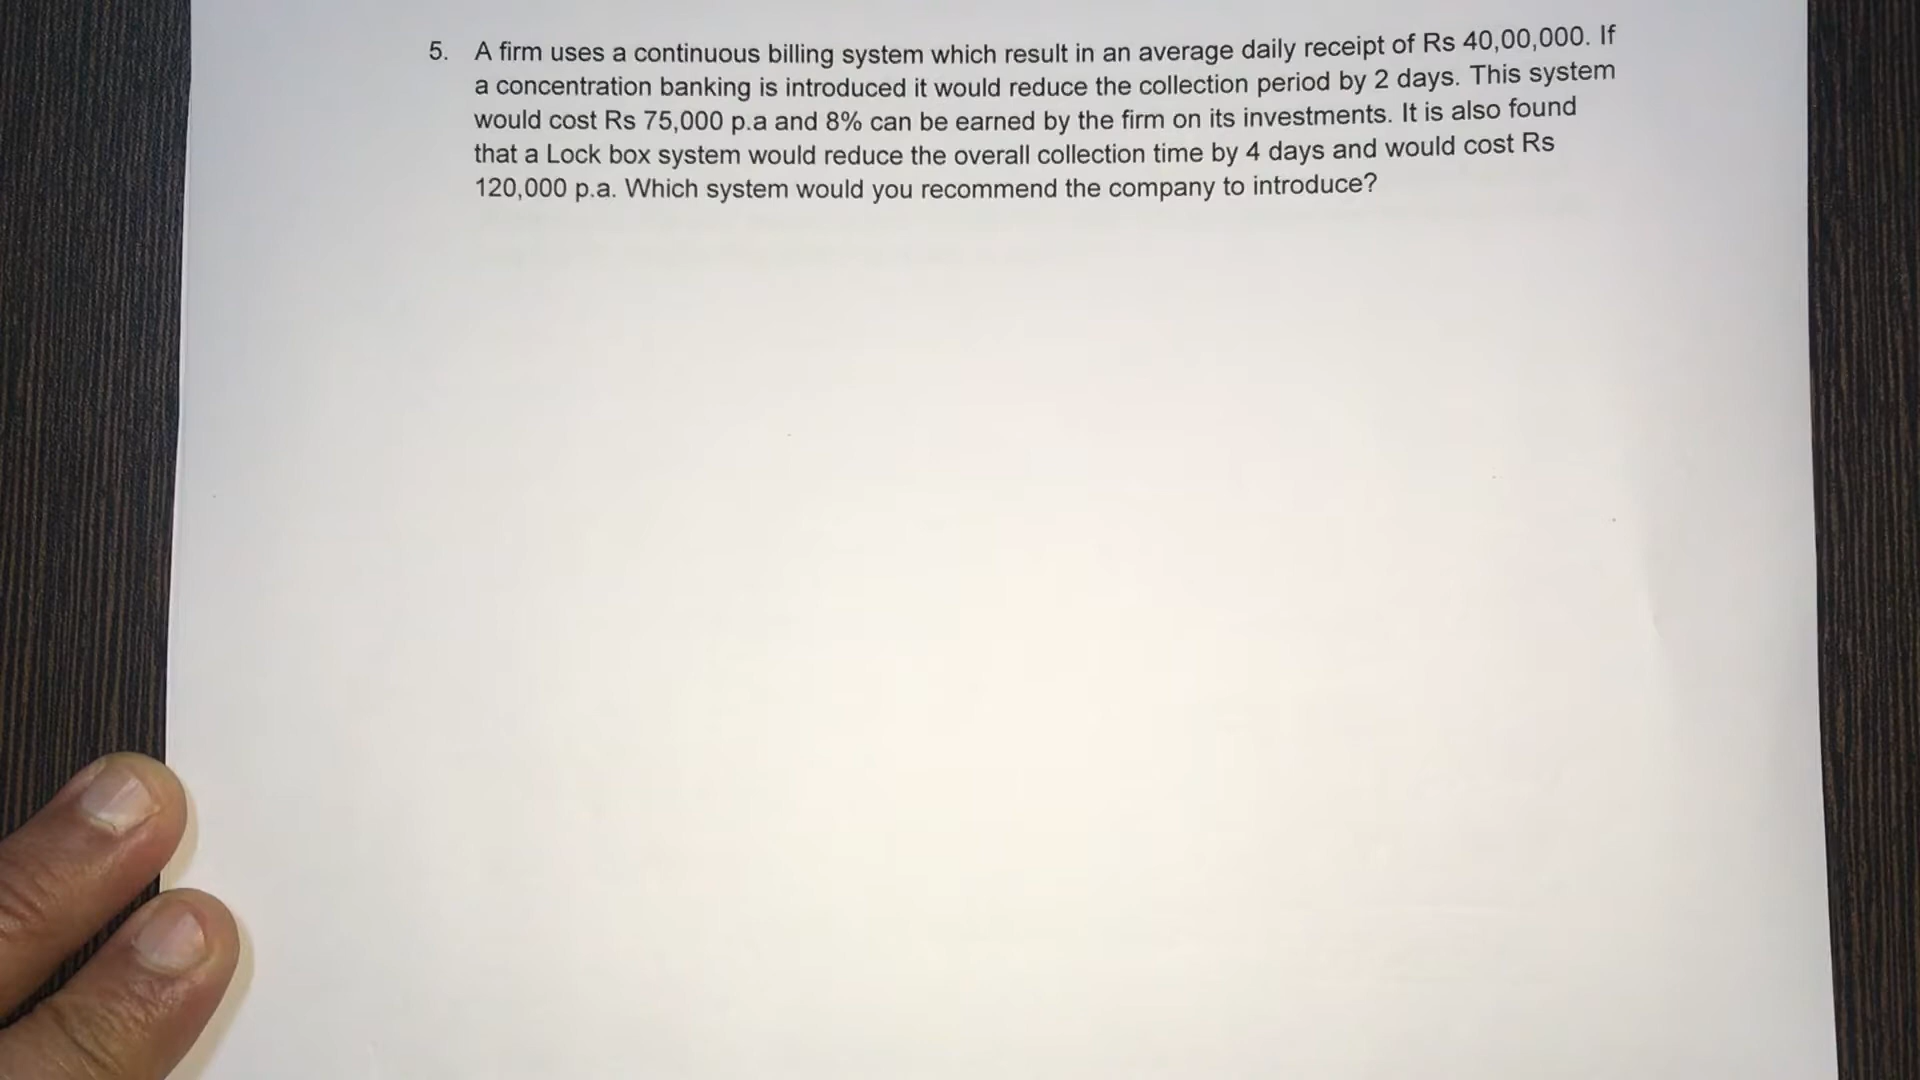 5. A firm uses a continuous billing system which result in an average daily receipt of Rs 40,00,000. If
a concentration banking is introduced it would reduce the collection period by 2 days. This system
would cost Rs 75,000 p.a and 8% can be earned by the firm on its investments. It is also found
that a Lock box system would reduce the overall collection time by 4 days and would cost Rs
120,000 p.a. Which system would you recommend the company to introduce?